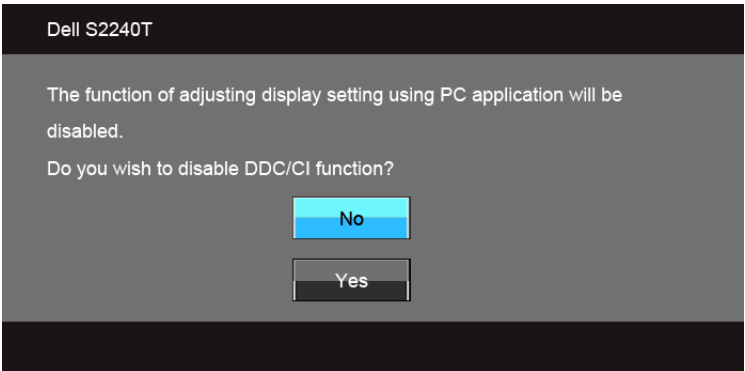 Dell S2240T
The function of adjusting display setting using PC application will be
disabled.
Do you wish to disable DDC/CI function?
No
Yes